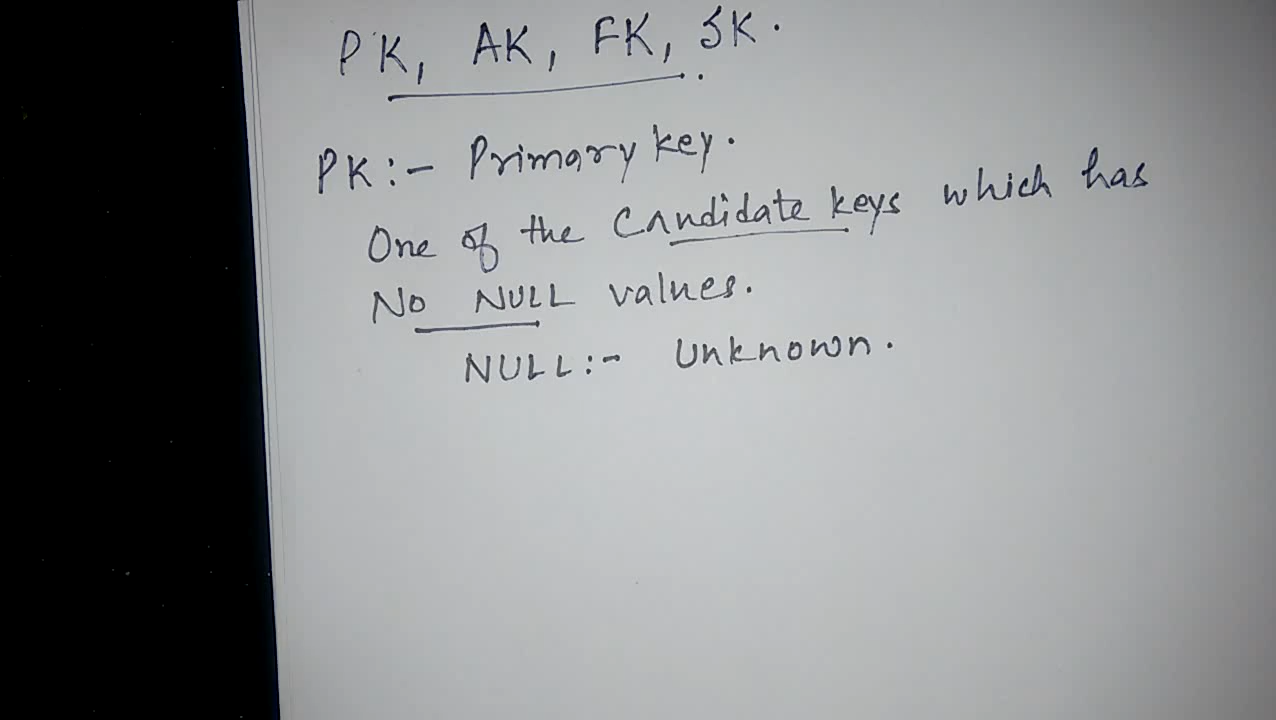 PK, AK, FK, SK.
PK:- Primary key.
One of the Candidate keys which has
No NULL values.
NULL:- Unknown.